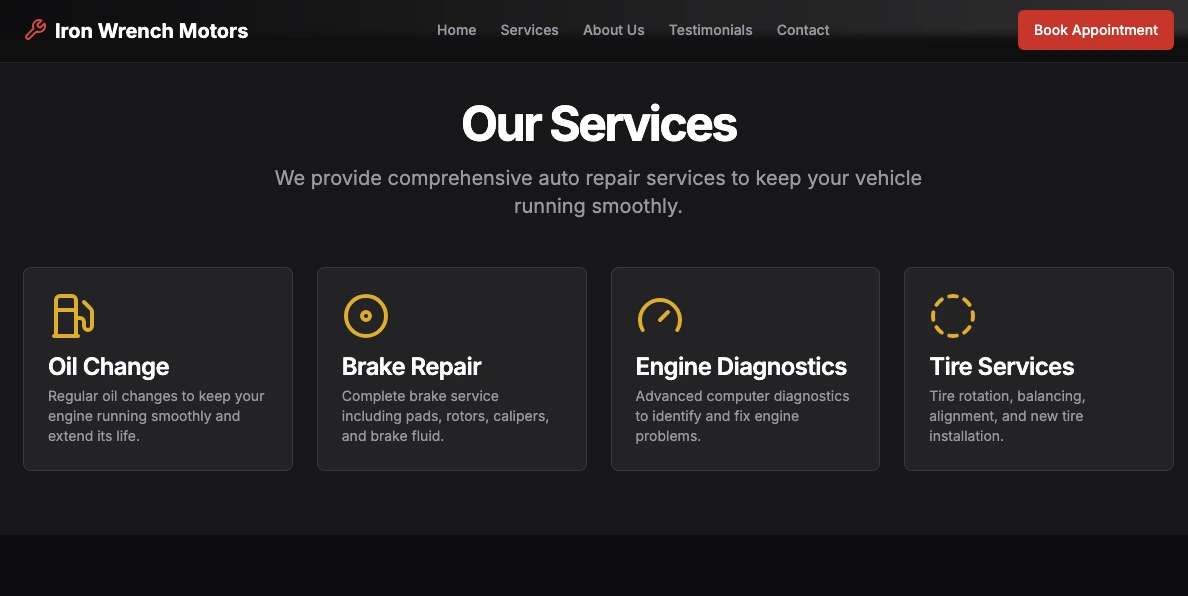 Iron Wrench Motors
Home
Services
About Us
Testimonials
Contact
Book Appointment
Our Services
We provide comprehensive auto repair services to keep your vehicle
running smoothly.
Oil Change
Regular oil changes to keep your
engine running smoothly and
extend its life.
Brake Repair
Complete brake service
including pads, rotors, calipers,
and brake fluid.
Engine Diagnostics
Advanced computer diagnostics
to identify and fix engine
problems.
Tire Services
Tire rotation, balancing,
alignment, and new tire
installation.